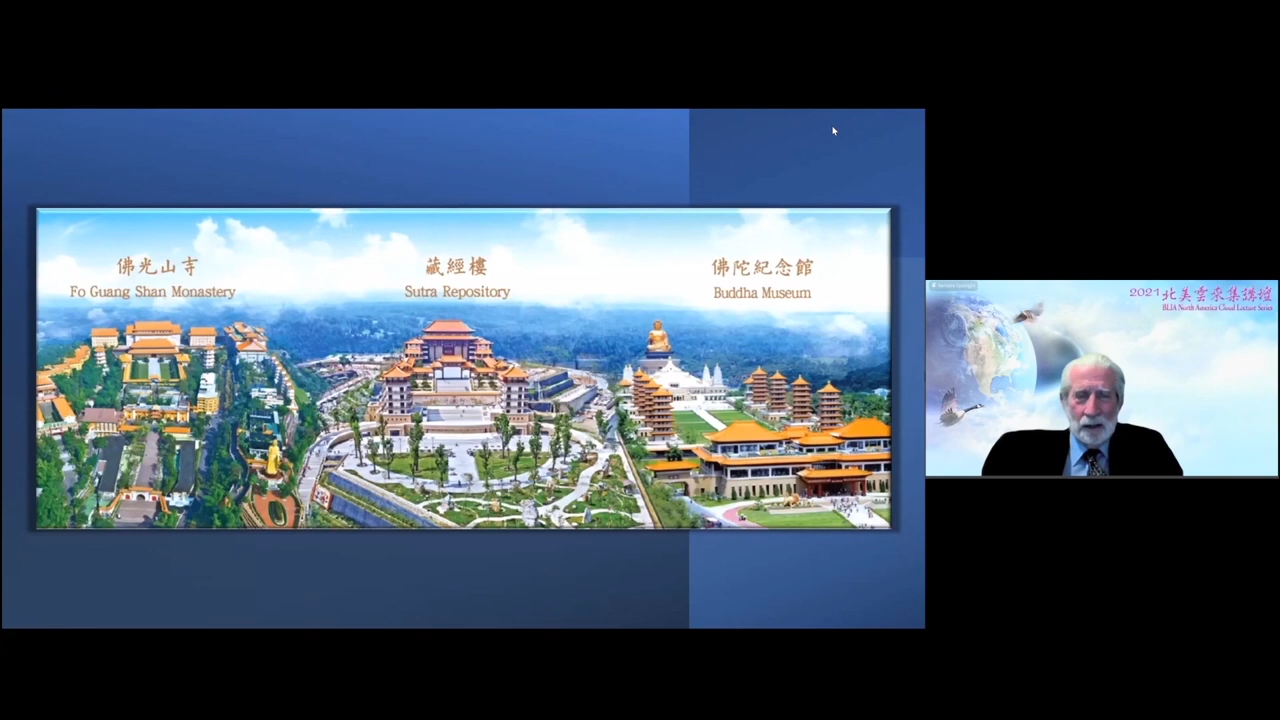 佛光山寺
Fo Guang Shan Monastery
藏經樓
Sutra Repository
佛陀紀念館
Buddha Museum
2021北美雲來集講壇
BLIA North America Cloud Lecture Series